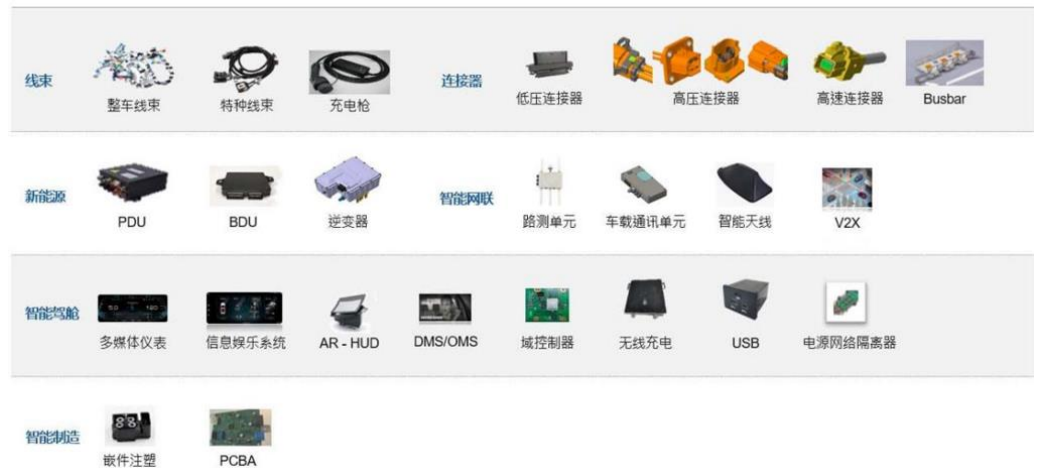 线束
整车线束
特种线束
充电枪
连接器
低压连接器
高压连接器
高速连接器
Busbar
新能源
PDU
BDU
逆变器
智能网联
路测单元
车载通讯单元
智能天线
V2X
智能驾舱
多媒体仪表
信息娱乐系统
AR - HUD
DMS/OMS
域控制器
无线充电
USB
电源网络隔离器
智能制造
嵌件注塑
PCBA